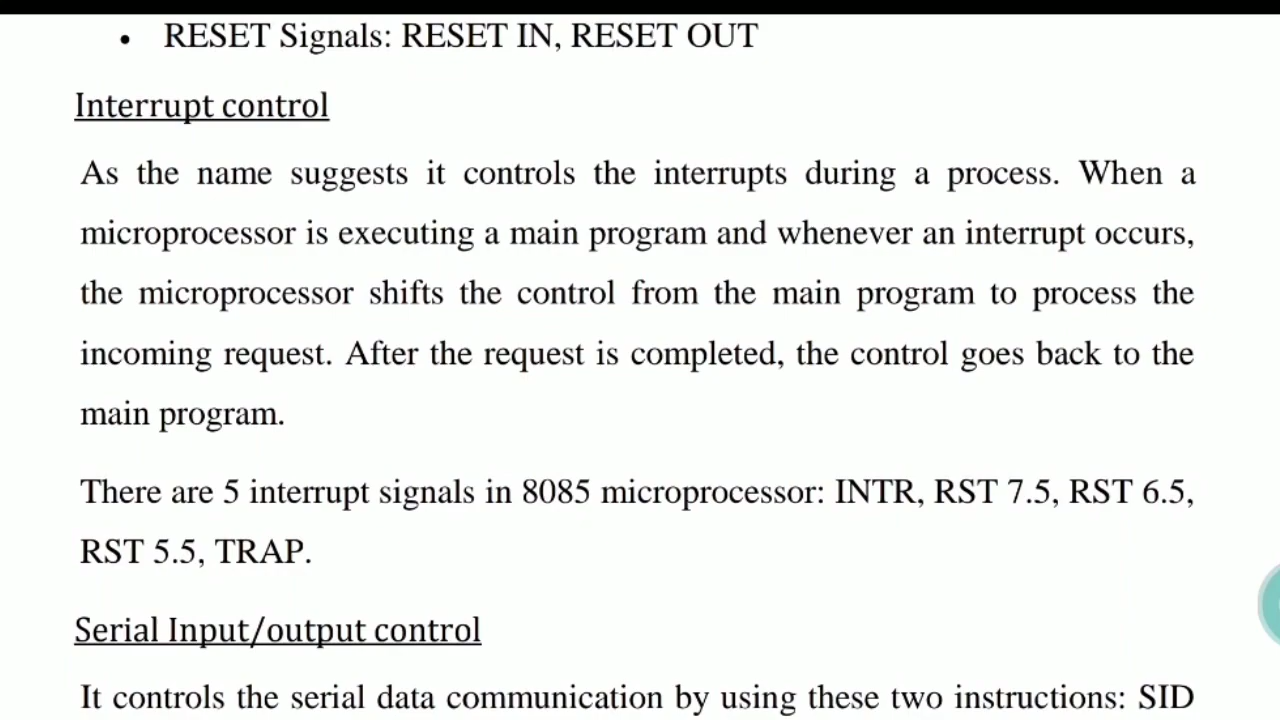 • RESET Signals: RESET IN, RESET OUT
Interrupt control
As the name suggests it controls the interrupts during a process. When a
microprocessor is executing a main program and whenever an interrupt occurs,
the microprocessor shifts the control from the main program to process the
incoming request. After the request is completed, the control goes back to the
main program.
There are 5 interrupt signals in 8085 microprocessor: INTR, RST 7.5, RST 6.5,
RST 5.5, TRAP.
Serial Input/output control
It controls the serial data communication by using these two instructions: SID